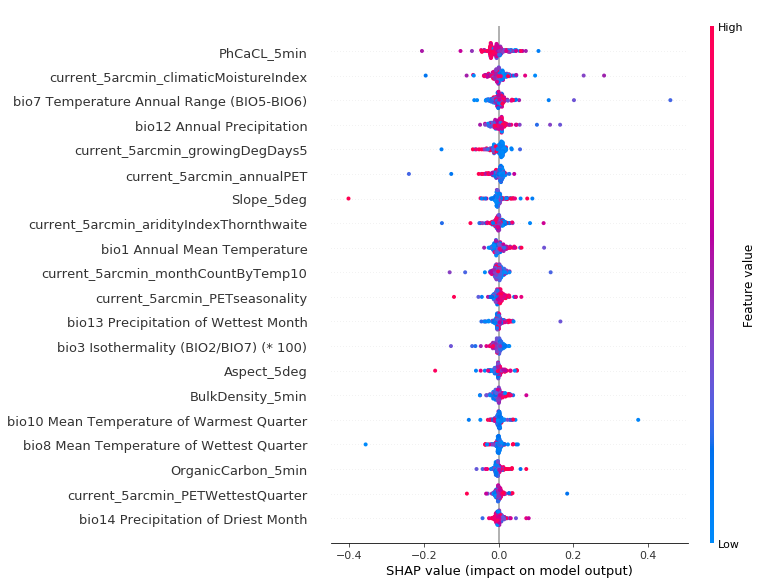 High
PhCaCL_5min
current_5arcmin_climaticMoistureIndex
bio7 Temperature Annual Range (BIO5-BIO6)
bio12 Annual Precipitation
current_5arcmin_growingDegDays5
current_5arcmin_annualPET
Slope_5deg
current_5arcmin_aridityIndexThornthwaite
bio1 Annual Mean Temperature
current_5arcmin_monthCountByTemp10
current_5arcmin_PETseasonality
bio13 Precipitation of Wettest Month
bio3 Isothermality (BIO2/BIO7) (* 100)
Aspect_5deg
BulkDensity_5min
bio10 Mean Temperature of Warmest Quarter
bio8 Mean Temperature of Wettest Quarter
OrganicCarbon_5min
current_5arcmin_PETWettestQuarter
bio14 Precipitation of Driest Month
Feature value
Low
−0.4 −0.2 0.0 0.2 0.4
SHAP value (impact on model output)